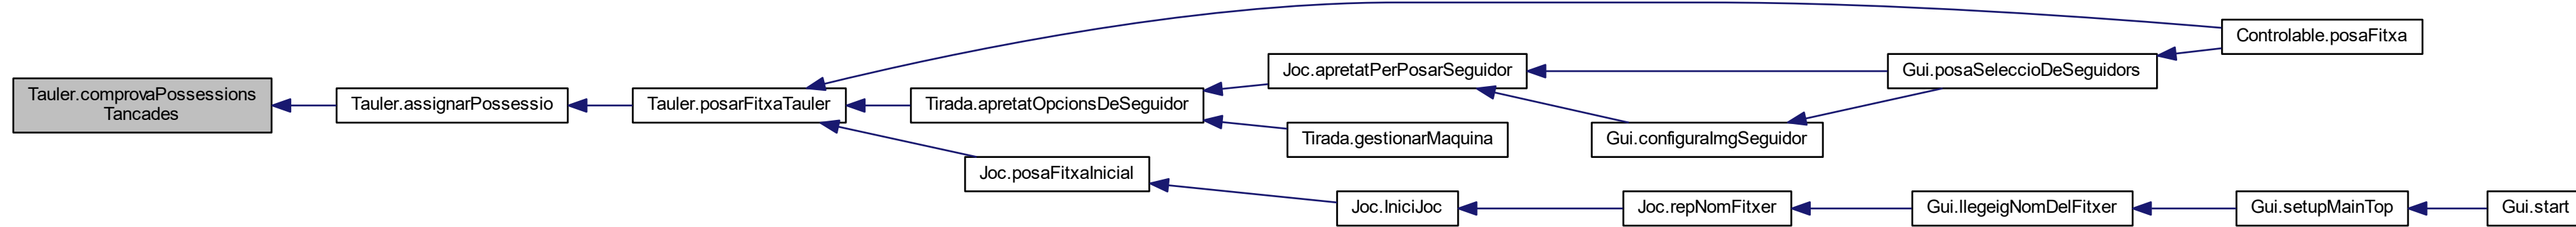 Tauler.comprovaPossessions
Tancades
Tauler.assignarPossessio
Tauler.posarFitxaTauler
Controlable.posaFitxa
Tirada.apretatOpcionsDeSeguidor
Joc.apretatPerPosarSeguidor
Gui.posaSeleccioDeSeguidors
Gui.configuraImgSeguidor
Tirada.gestionarMaquina
Joc.posaFitxaInicial
Joc.IniciJoc
Joc.repNomFitxer
Gui.llegeigNomDelFitxer
Gui.setupMainTop
Gui.start